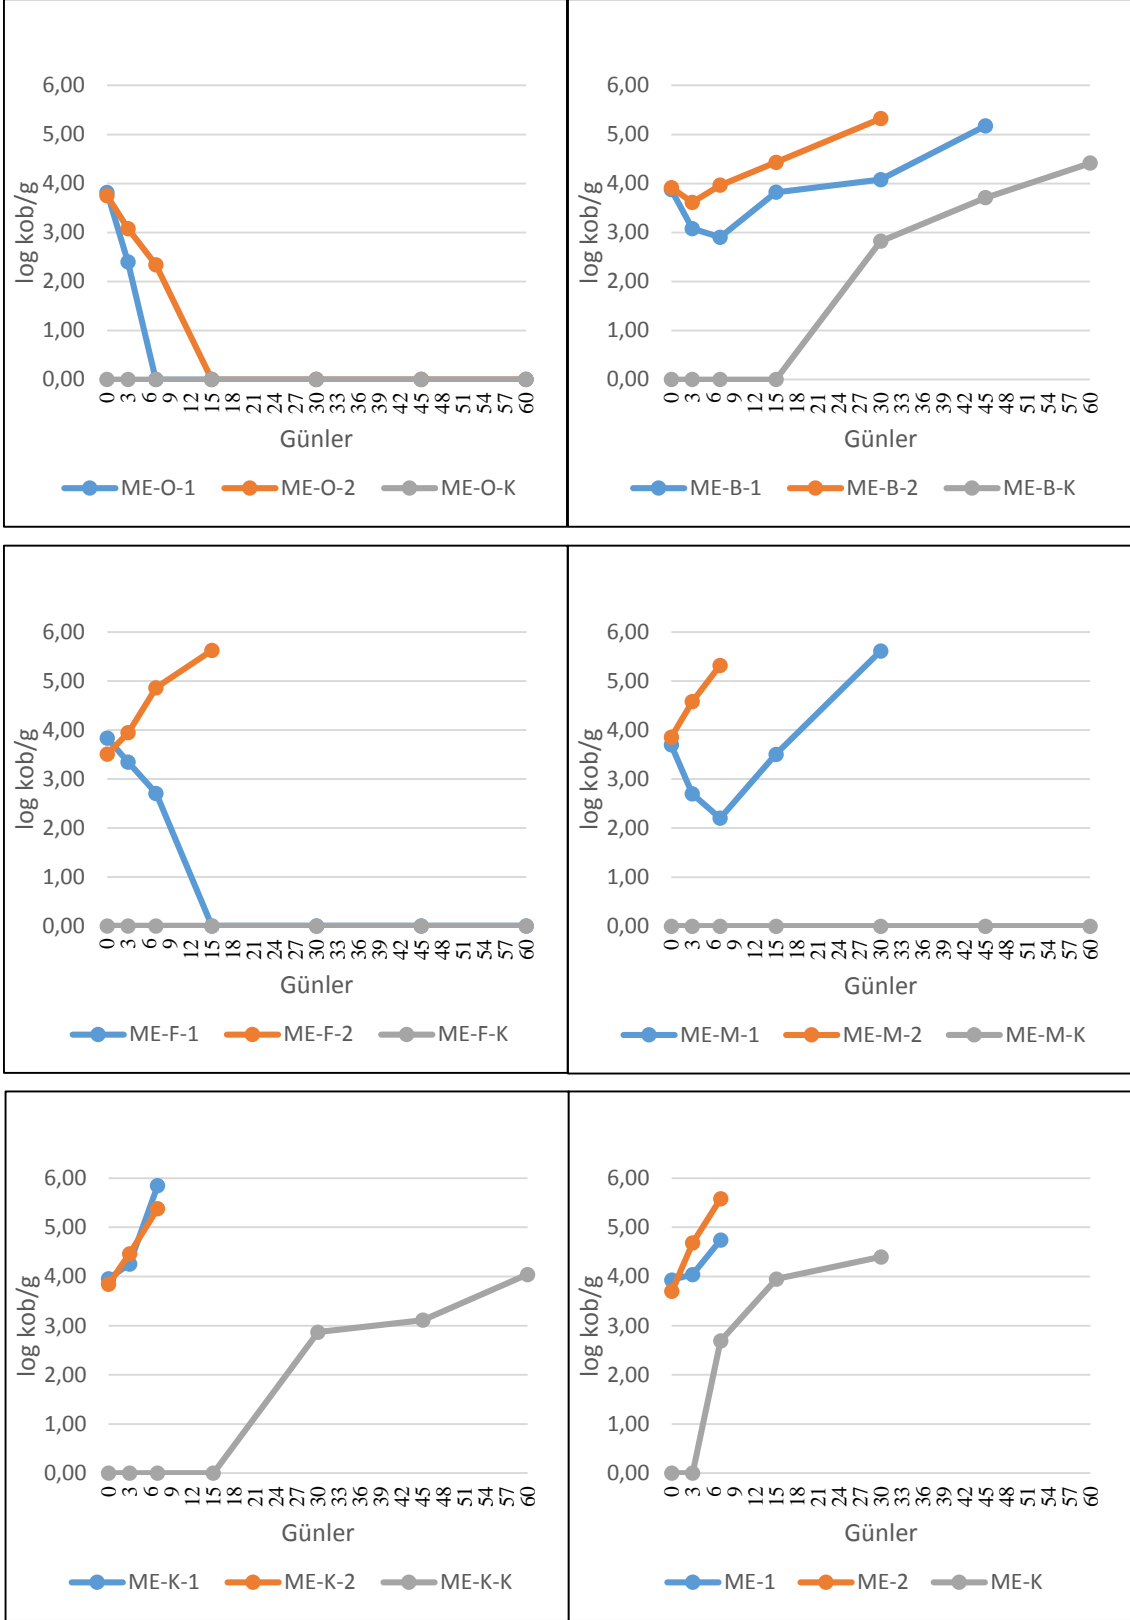 6,00
5,00
4,00
3,00
2,00
1,00
0,00
log kob/g
0 3 6 9 12 15 18 21 24 27 30 33 36 39 42 45 48 51 54 57 60
Günler
ME-O-1 ME-O-2 ME-O-K
6,00
5,00
4,00
3,00
2,00
1,00
0,00
log kob/g
0 3 6 9 12 15 18 21 24 27 30 33 36 39 42 45 48 51 54 57 60
Günler
ME-B-1 ME-B-2 ME-B-K
6,00
5,00
4,00
3,00
2,00
1,00
0,00
log kob/g
0 3 6 9 12 15 18 21 24 27 30 33 36 39 42 45 48 51 54 57 60
Günler
ME-F-1 ME-F-2 ME-F-K
6,00
5,00
4,00
3,00
2,00
1,00
0,00
log kob/g
0 3 6 9 12 15 18 21 24 27 30 33 36 39 42 45 48 51 54 57 60
Günler
ME-M-1 ME-M-2 ME-M-K
6,00
5,00
4,00
3,00
2,00
1,00
0,00
log kob/g
0 3 6 9 12 15 18 21 24 27 30 33 36 39 42 45 48 51 54 57 60
Günler
ME-K-1 ME-K-2 ME-K-K
6,00
5,00
4,00
3,00
2,00
1,00
0,00
log kob/g
0 3 6 9 12 15 18 21 24 27 30 33 36 39 42 45 48 51 54 57 60
Günler
ME-1 ME-2 ME-K